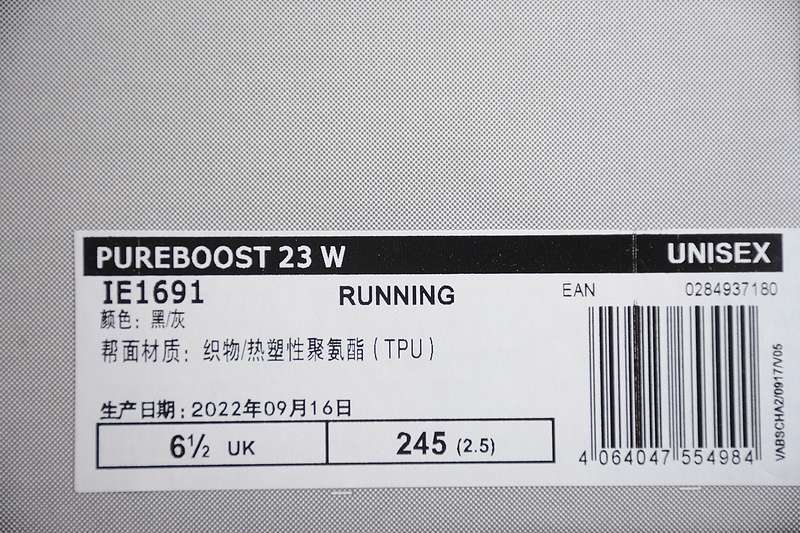 PUREBOOST 23 W UNISEX
IE1691 RUNNING EAN 0284937180
颜色: 黑/灰
帮面材质: 织物/热塑性聚氨酯 (TPU)
生产日期: 2022年09月16日
6½ UK 245 (2.5)
4 064047 554984
VABSCHA2/0917/V05